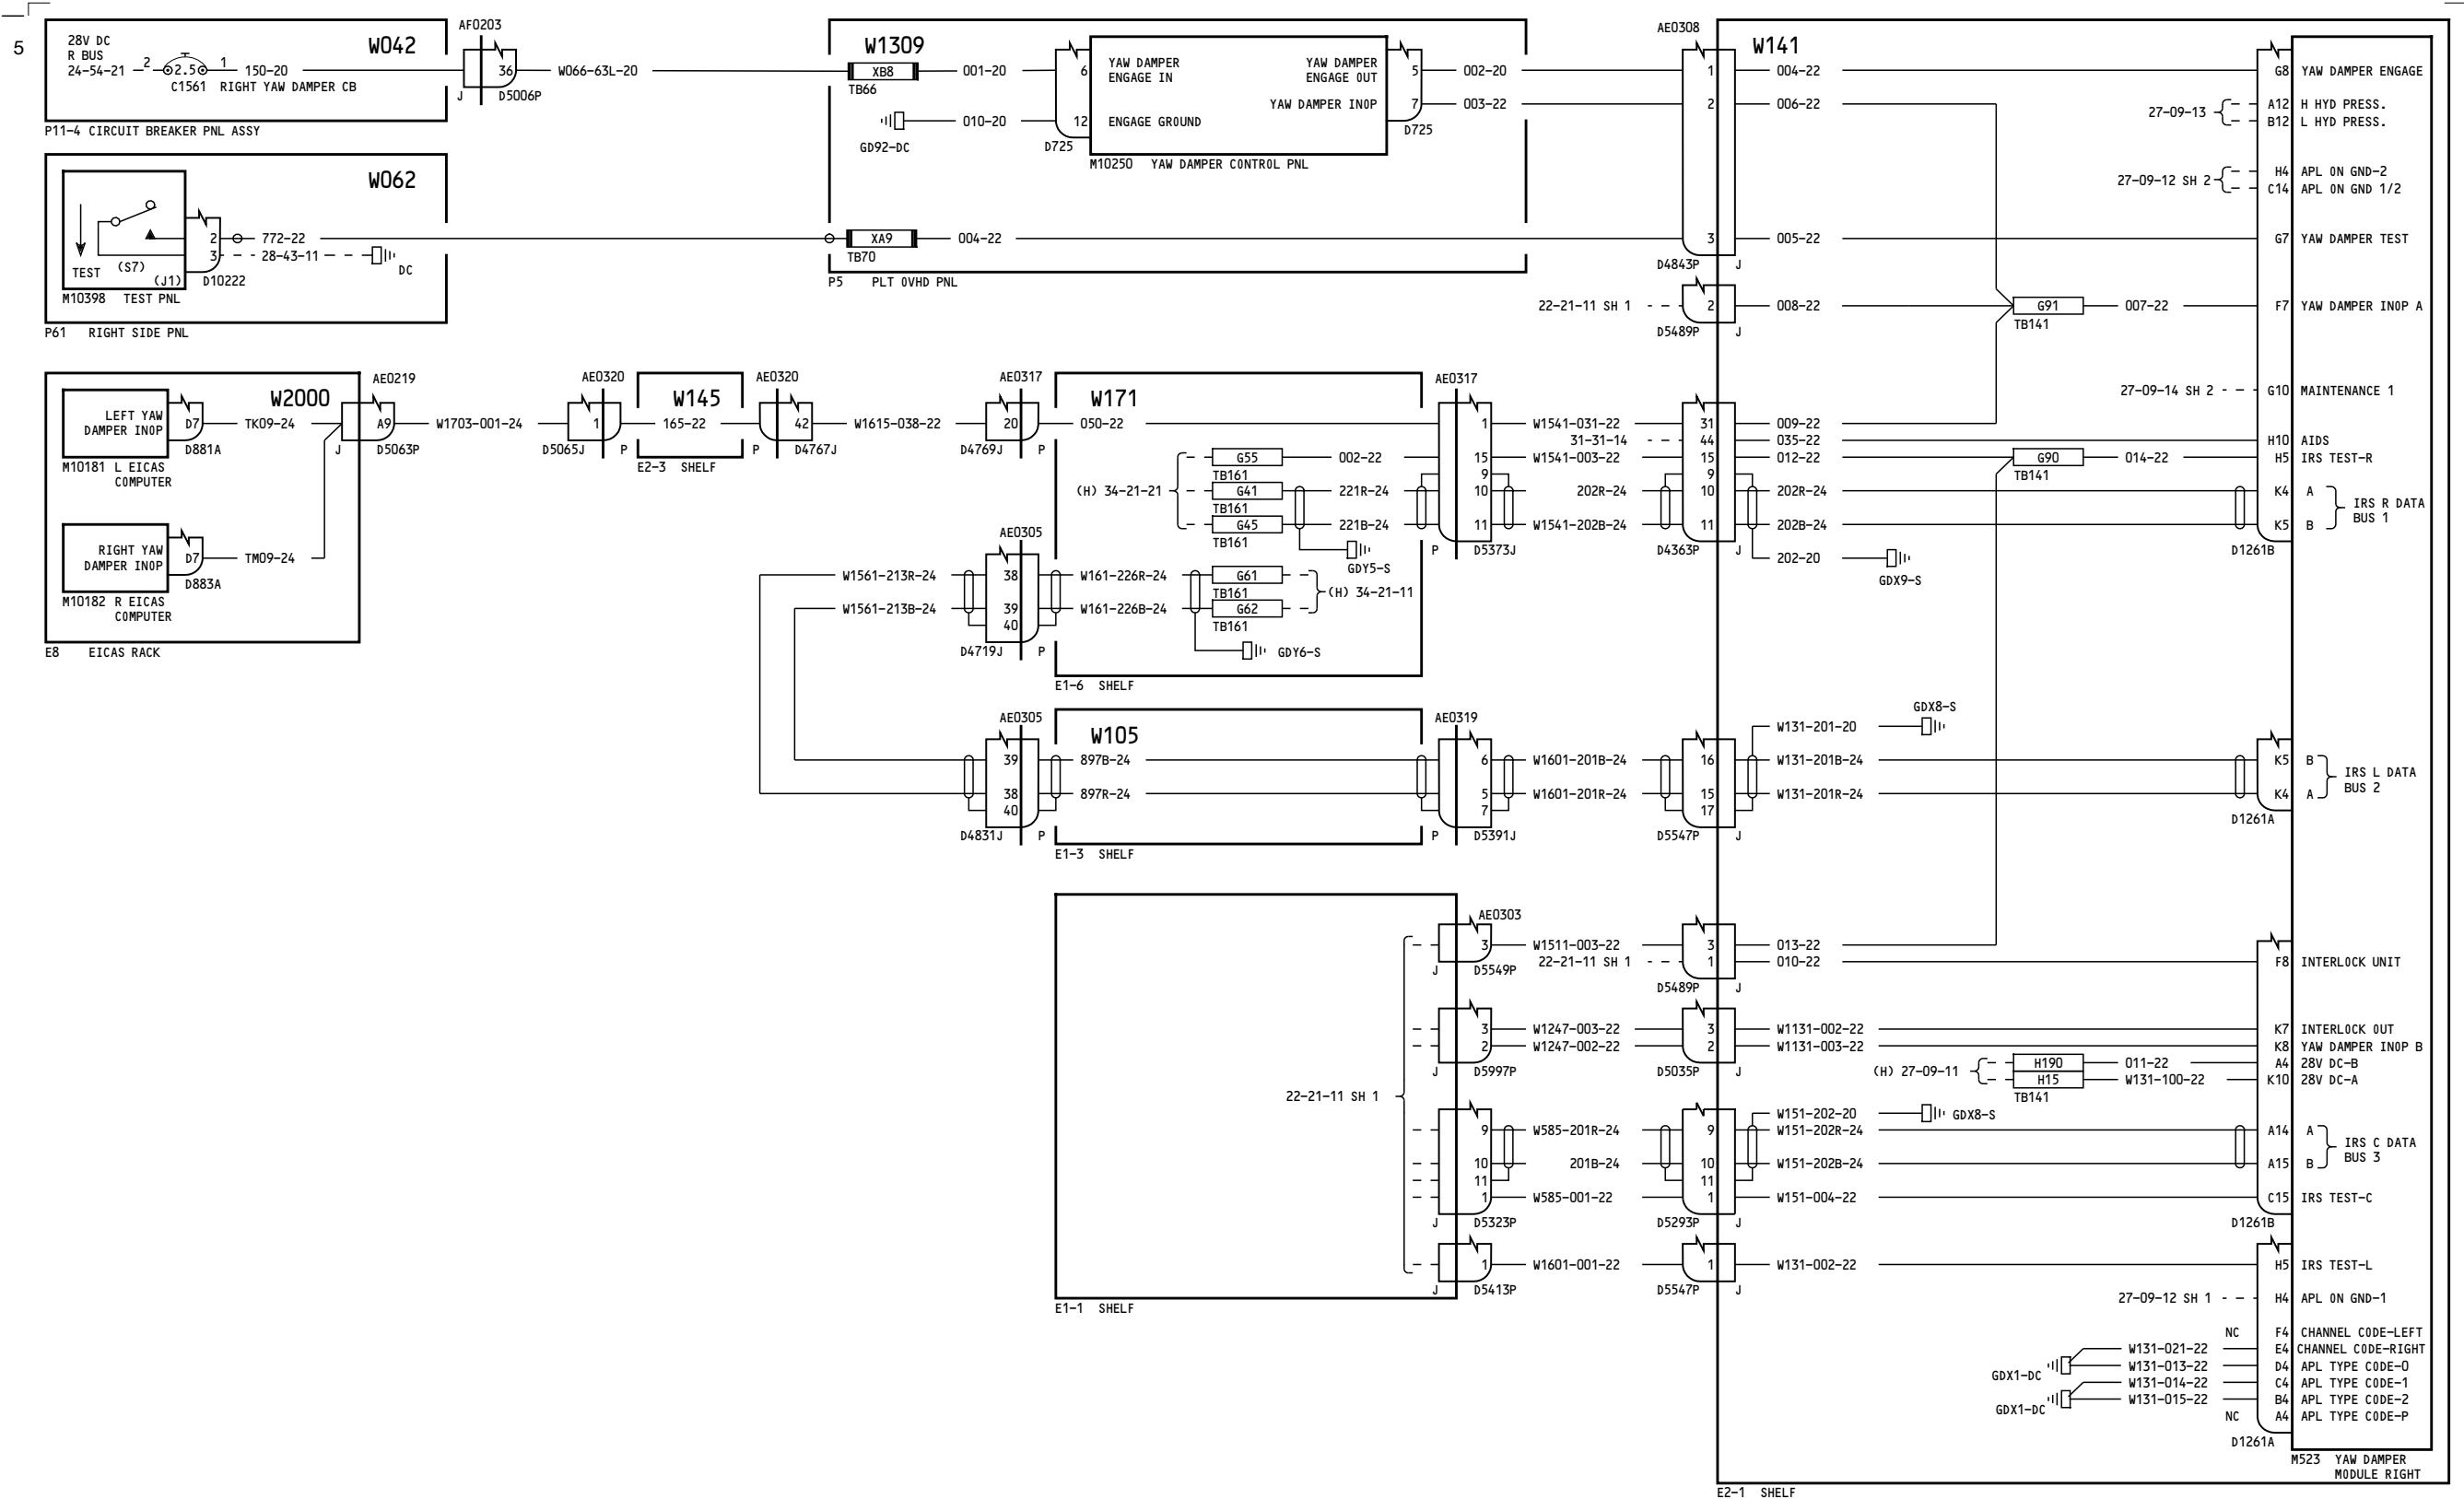 5
28V DC
R BUS
24-54-21
2
2.5
1
150-20
C1561 RIGHT YAW DAMPER CB
W042
P11-4 CIRCUIT BREAKER PNL ASSY
AF0203
36
J
D5006P
W066-63L-20
W1309
XB8
TB66
001-20
6
YAW DAMPER
ENGAGE IN
GD92-DC
010-20
12
ENGAGE GROUND
D725
YAW DAMPER
ENGAGE OUT
5
YAW DAMPER INOP
7
D725
M10250 YAW DAMPER CONTROL PNL
002-20
003-22
XA9
TB70
004-22
P5 PLT OVHD PNL
W062
TEST
(S7)
(J1)
2
3
772-22
28-43-11
DC
D10222
M10398 TEST PNL
P61 RIGHT SIDE PNL
AE0308
1
2
3
D4843P
J
W141
004-22
006-22
005-22
22-21-11 SH 1
2
D5489P
J
008-22
G91
TB141
007-22
G8 YAW DAMPER ENGAGE
27-09-13
A12 H HYD PRESS.
B12 L HYD PRESS.
27-09-12 SH 2
H4 APL ON GND-2
C14 APL ON GND 1/2
G7 YAW DAMPER TEST
F7 YAW DAMPER INOP A
27-09-14 SH 2
G10 MAINTENANCE 1
H10 AIDS
H5 IRS TEST-R
K4 A
K5 B
IRS R DATA
BUS 1
D1261B
W2000
LEFT YAW
DAMPER INOP
D7
D881A
TK09-24
M10181 L EICAS
COMPUTER
RIGHT YAW
DAMPER INOP
D7
D883A
TM09-24
M10182 R EICAS
COMPUTER
E8 EICAS RACK
AE0219
A9
J
D5063P
W1703-001-24
AE0320
1
D5065J
P
W145
165-22
E2-3 SHELF
AE0320
42
P
D4767J
W1615-038-22
AE0317
20
D4769J
P
W171
050-22
(H) 34-21-21
G55
TB161
002-22
G41
TB161
221R-24
G45
TB161
221B-24
GDY5-S
AE0317
1
15
9
10
11
P
D5373J
W1541-031-22
31-31-14
W1541-003-22
202R-24
W1541-202B-24
31
44
15
9
10
11
D4363P
J
009-22
035-22
012-22
202R-24
202B-24
202-20
GDX9-S
G90
TB141
014-22
AE0305
W1561-213R-24
38
W1561-213B-24
39
40
D4719J
P
W161-226R-24
W161-226B-24
G61
TB161
G62
TB161
(H) 34-21-11
GDY6-S
E1-6 SHELF
AE0305
39
38
40
D4831J
P
W105
897B-24
897R-24
E1-3 SHELF
AE0319
6
5
7
P
D5391J
W1601-201B-24
W1601-201R-24
16
15
17
D5547P
J
W131-201-20
GDX8-S
W131-201B-24
W131-201R-24
K5 B
K4 A
IRS L DATA
BUS 2
D1261A
22-21-11 SH 1
E1-1 SHELF
AE0303
3
J
D5549P
W1511-003-22
22-21-11 SH 1
3
1
D5489P
J
013-22
010-22
F8 INTERLOCK UNIT
3
2
J
D5997P
W1247-003-22
W1247-002-22
3
2
D5035P
J
W1131-002-22
W1131-003-22
K7 INTERLOCK OUT
K8 YAW DAMPER INOP B
(H) 27-09-11
H190
H15
TB141
011-22
W131-100-22
A4 28V DC-B
K10 28V DC-A
9
10
11
1
J
D5323P
W585-201R-24
201B-24
W585-001-22
9
10
11
1
D5293P
J
W151-202-20
GDX8-S
W151-202R-24
W151-202B-24
W151-004-22
A14 A
A15 B
IRS C DATA
BUS 3
C15 IRS TEST-C
D1261B
1
J
D5413P
W1601-001-22
1
D5547P
J
W131-002-22
H5 IRS TEST-L
27-09-12 SH 1
H4 APL ON GND-1
NC
F4 CHANNEL CODE-LEFT
W131-021-22
E4 CHANNEL CODE-RIGHT
GDX1-DC
W131-013-22
D4 APL TYPE CODE-0
W131-014-22
C4 APL TYPE CODE-1
GDX1-DC
W131-015-22
B4 APL TYPE CODE-2
NC
A4 APL TYPE CODE-P
D1261A
M523 YAW DAMPER
MODULE RIGHT
E2-1 SHELF